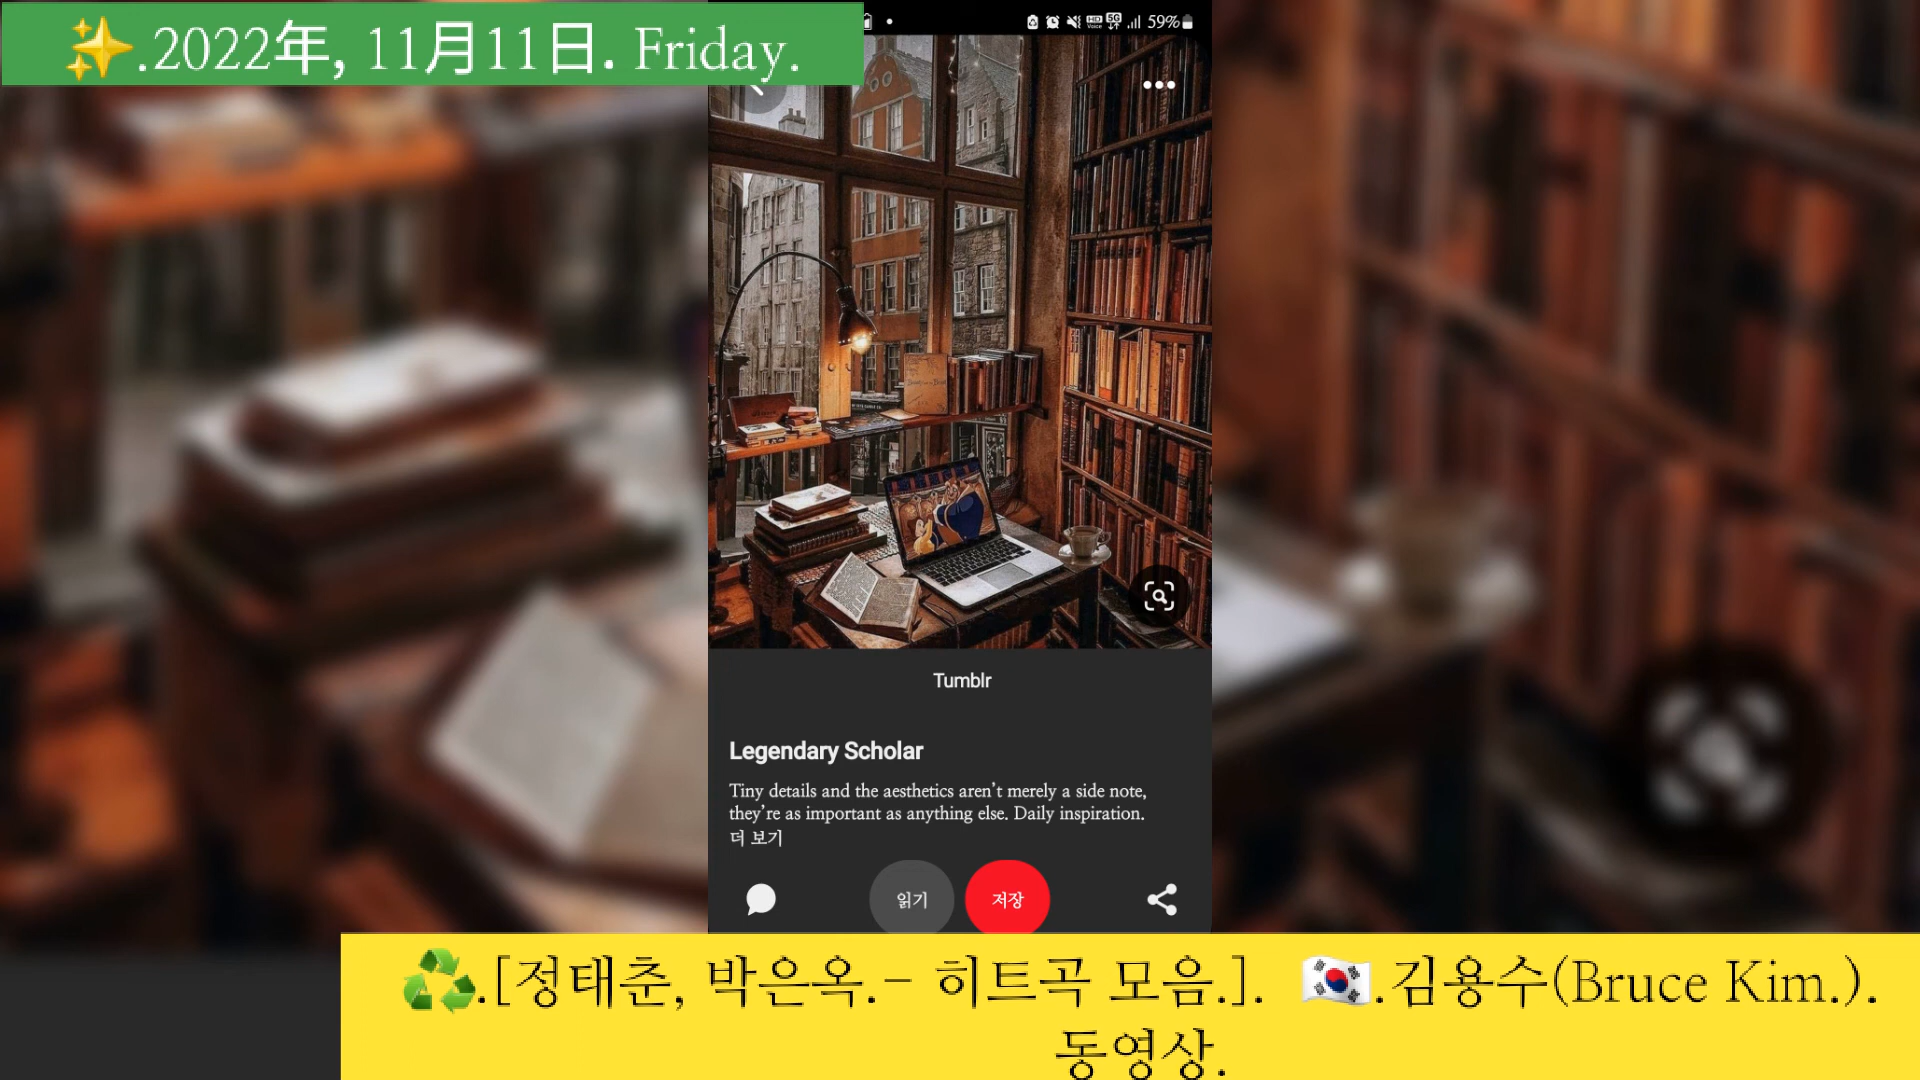 ✨.2022年, 11月11日. Friday.
59%
Tumblr
Legendary Scholar
Tiny details and the aesthetics aren't merely a side note,
they're as important as anything else. Daily inspiration.
더 보기
읽기
저장
♻️.[정태춘, 박은옥.- 히트곡 모음.]. 🇰🇷.김용수(Bruce Kim.).
동영상.